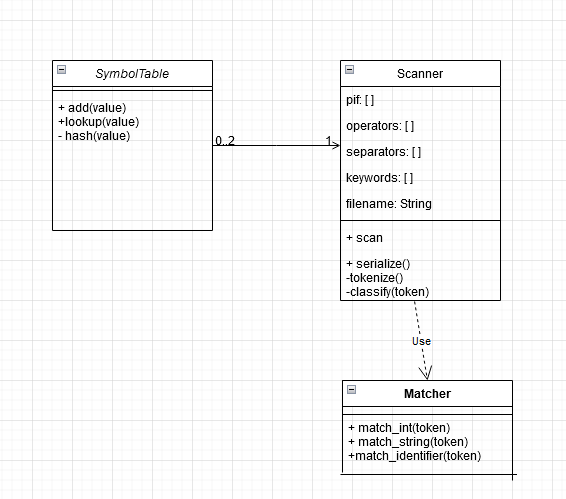 SymbolTable
+ add(value)
+lookup(value)
- hash(value)
0..2
1
Scanner
pif: [ ]
operators: [ ]
separators: [ ]
keywords: [ ]
filename: String
+ scan
+ serialize()
-tokenize()
-classify(token)
Use
Matcher
+ match_int(token)
+ match_string(token)
+match_identifier(token)